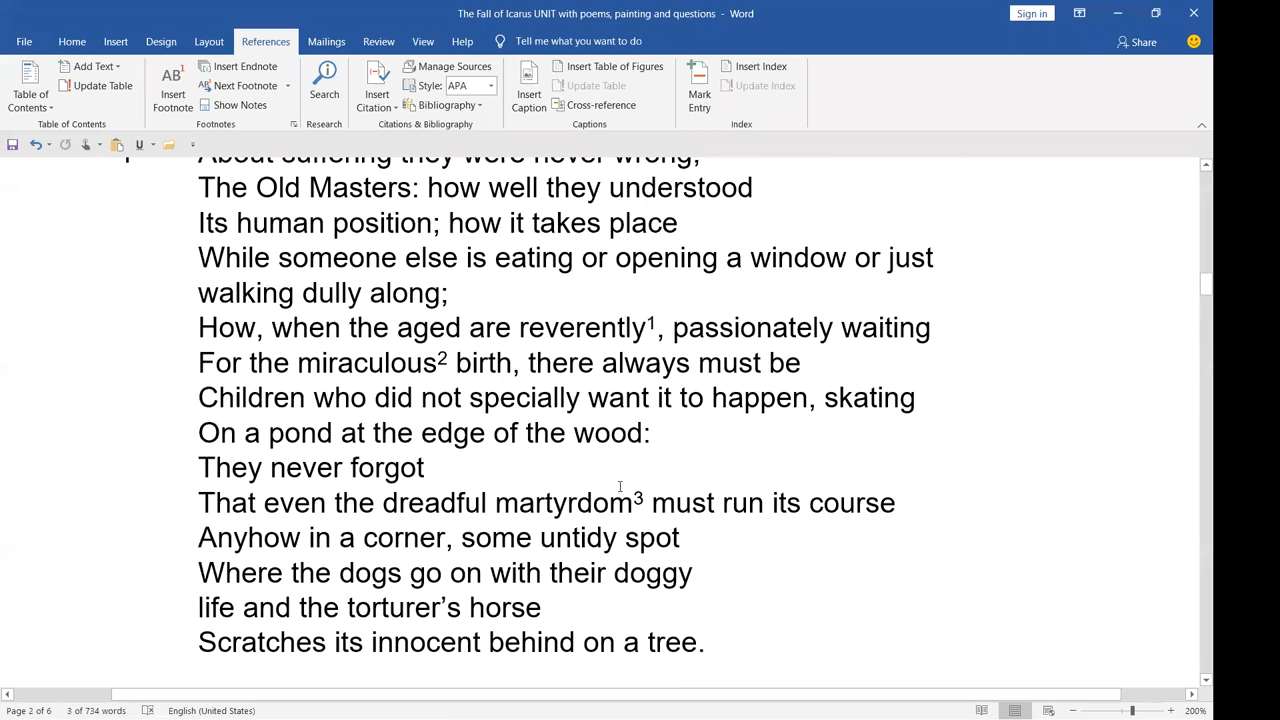 The Fall of Icarus UNIT with poems, painting and questions - Word
Sign in
File Home Insert Design Layout References Mailings Review View Help Tell me what you want to do Share
Table of Contents
Add Text
Update Table
Table of Contents
AB1 Insert Footnote
Insert Endnote
Next Footnote
Show Notes
Footnotes
Search
Research
Insert Citation
Manage Sources
Style: APA
Bibliography
Citations & Bibliography
Insert Caption
Insert Table of Figures
Update Table
Cross-reference
Captions
Mark Entry
Insert Index
Update Index
Index
About suffering they were never wrong,
The Old Masters: how well they understood
Its human position; how it takes place
While someone else is eating or opening a window or just
walking dully along;
How, when the aged are reverently1, passionately waiting
For the miraculous2 birth, there always must be
Children who did not specially want it to happen, skating
On a pond at the edge of the wood:
They never forgot
That even the dreadful martyrdom3 must run its course
Anyhow in a corner, some untidy spot
Where the dogs go on with their doggy
life and the torturer’s horse
Scratches its innocent behind on a tree.
Page 2 of 6 3 of 734 words English (United States) 200%